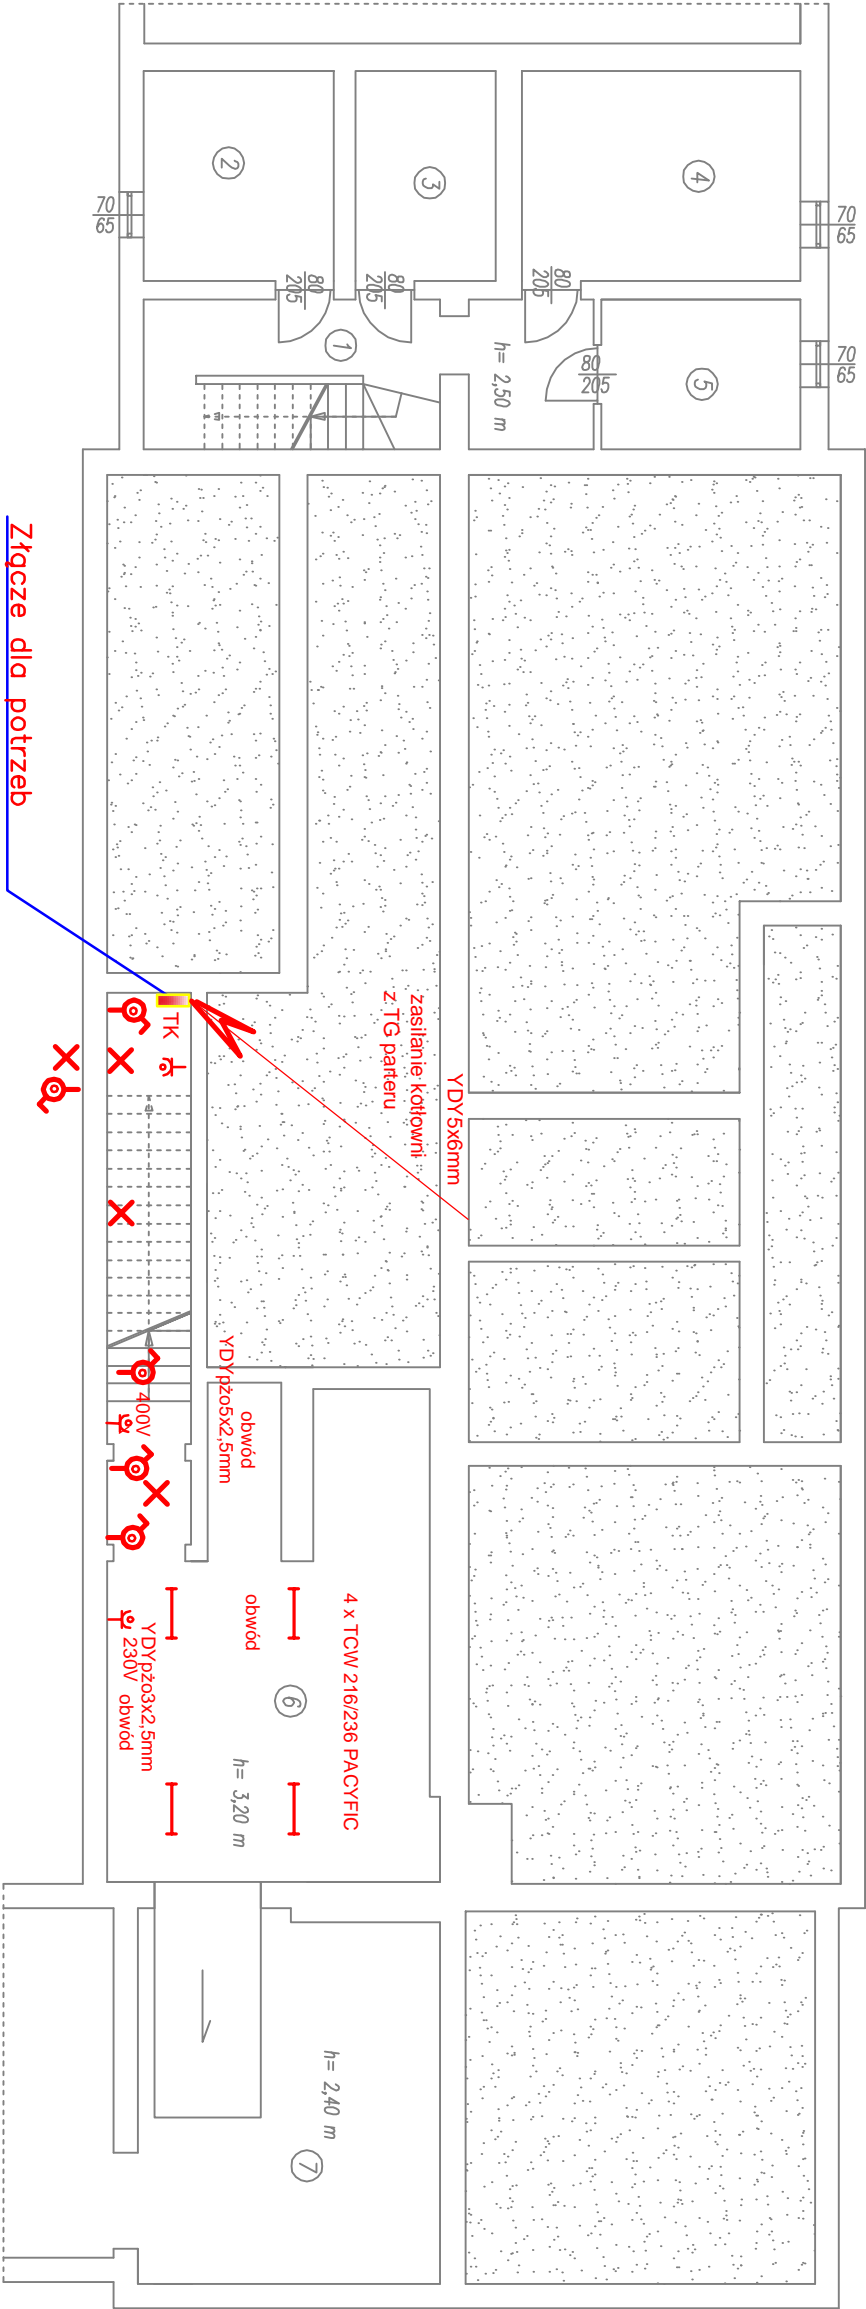 2
3
4
70
65
70
65
80
205
80
205
80
205
1
h= 2,50 m
80
205
5
70
65
Złącze dla potrzeb
TK
zasilanie kotłowni
z TG parteru
YDY5x6mm
obwód
YDYpżo5x2,5mm
400V
4 x TCW 216/236 PACYFIC
obwód
6
YDYpżo3x2,5mm
230V obwód
h= 3,20 m
h= 2,40 m
7